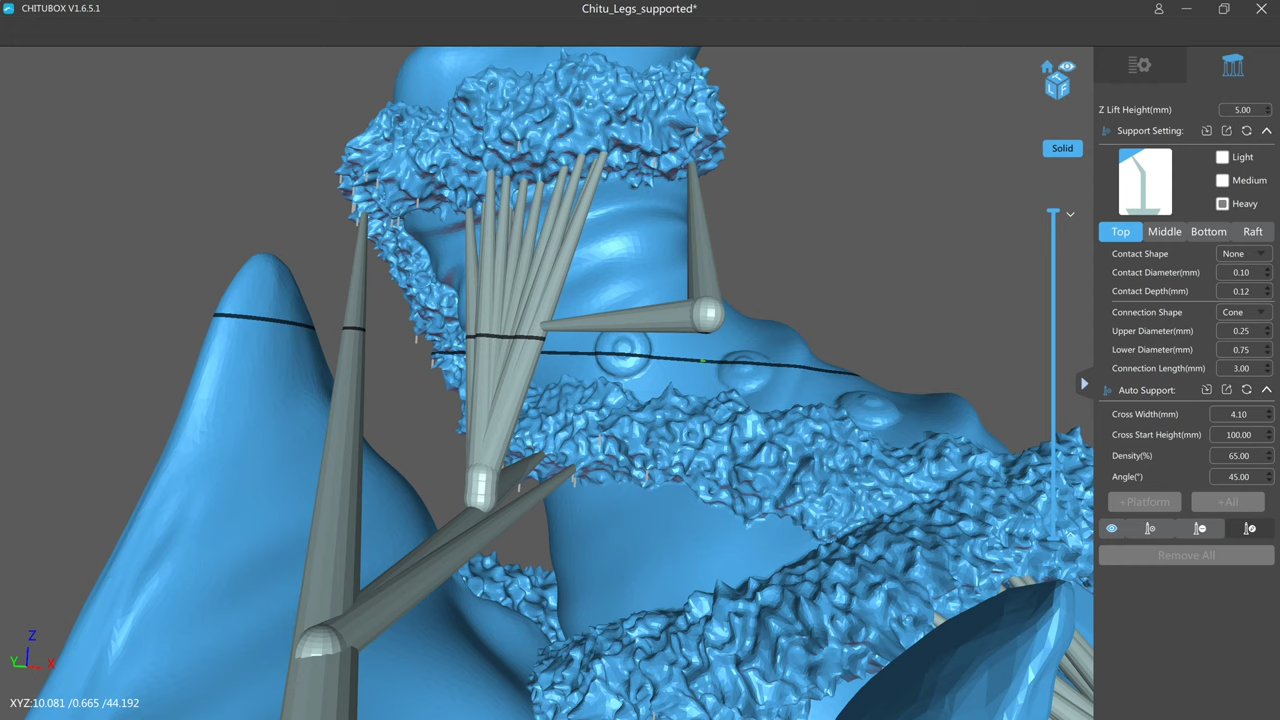 CHITUBOX V1.6.5.1
Chitu_Legs_supported*
Z Lift Height(mm) 5.00
Support Setting:
Light
Medium
Heavy
Solid
Top Middle Bottom Raft
Contact Shape None
Contact Diameter(mm) 0.10
Contact Depth(mm) 0.12
Connection Shape Cone
Upper Diameter(mm) 0.25
Lower Diameter(mm) 0.75
Connection Length(mm) 3.00
Auto Support:
Cross Width(mm) 4.10
Cross Start Height(mm) 100.00
Density(%) 65.00
Angle(°) 45.00
+Platform +All
Remove All
T
L F
Z
Y X
XYZ:10.081 /0.665 /44.192